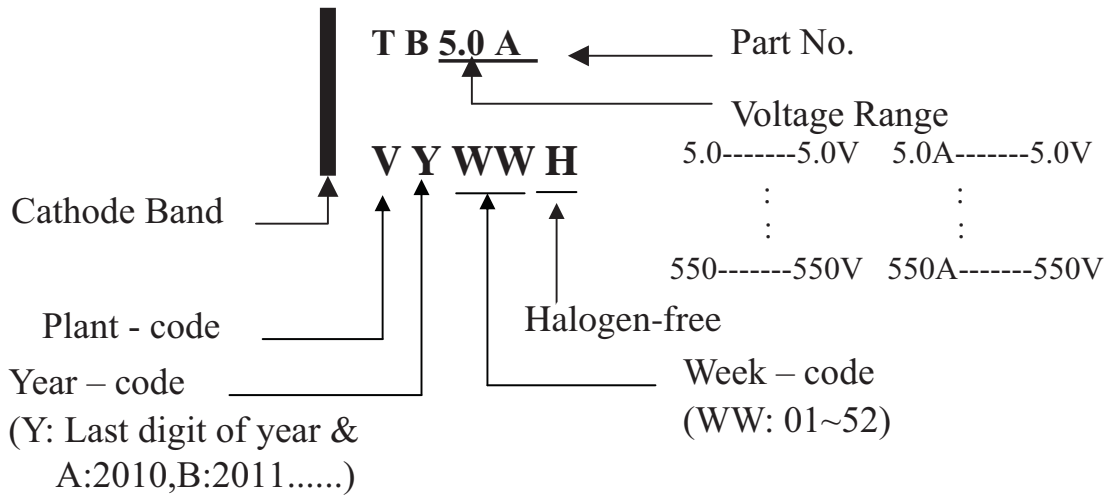 T B 5.0 A
Part No.
Voltage Range
5.0-------5.0V 5.0A-------5.0V
: :
: :
550-------550V 550A-------550V
V Y WW H
Cathode Band
Plant - code
Halogen-free
Year – code
(Y: Last digit of year &
A:2010,B:2011......)
Week – code
(WW: 01~52)